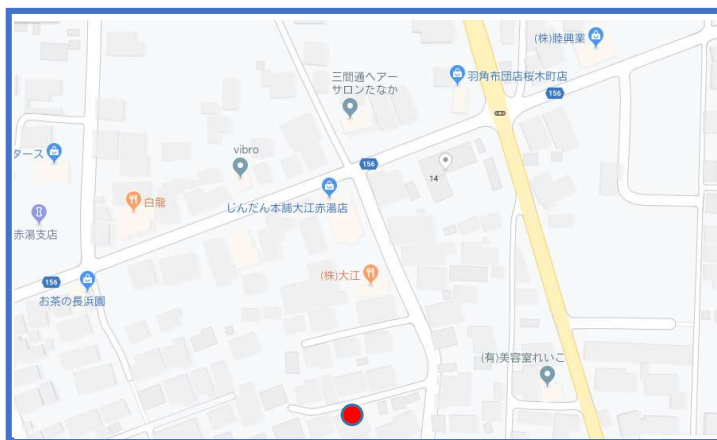 (株)睦興業
三間通ヘアー
サロンたなか
羽角布団店桜木町店
156
vibro
156
タース
14
白龍
じんだん本舗大江赤湯店
赤湯支店
(株)大江
156
お茶の長浜園
(有)美容室れいこ